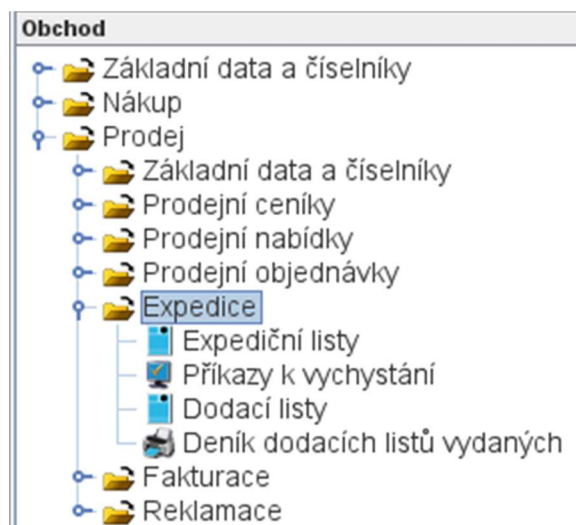 Obchod
Základní data a číselníky
Nákup
Prodej
Základní data a číselníky
Prodejní ceníky
Prodejní nabídky
Prodejní objednávky
Expedice
Expediční listy
Příkazy k vychystání
Dodací listy
Deník dodacích listů vydaných
Fakturace
Reklamace